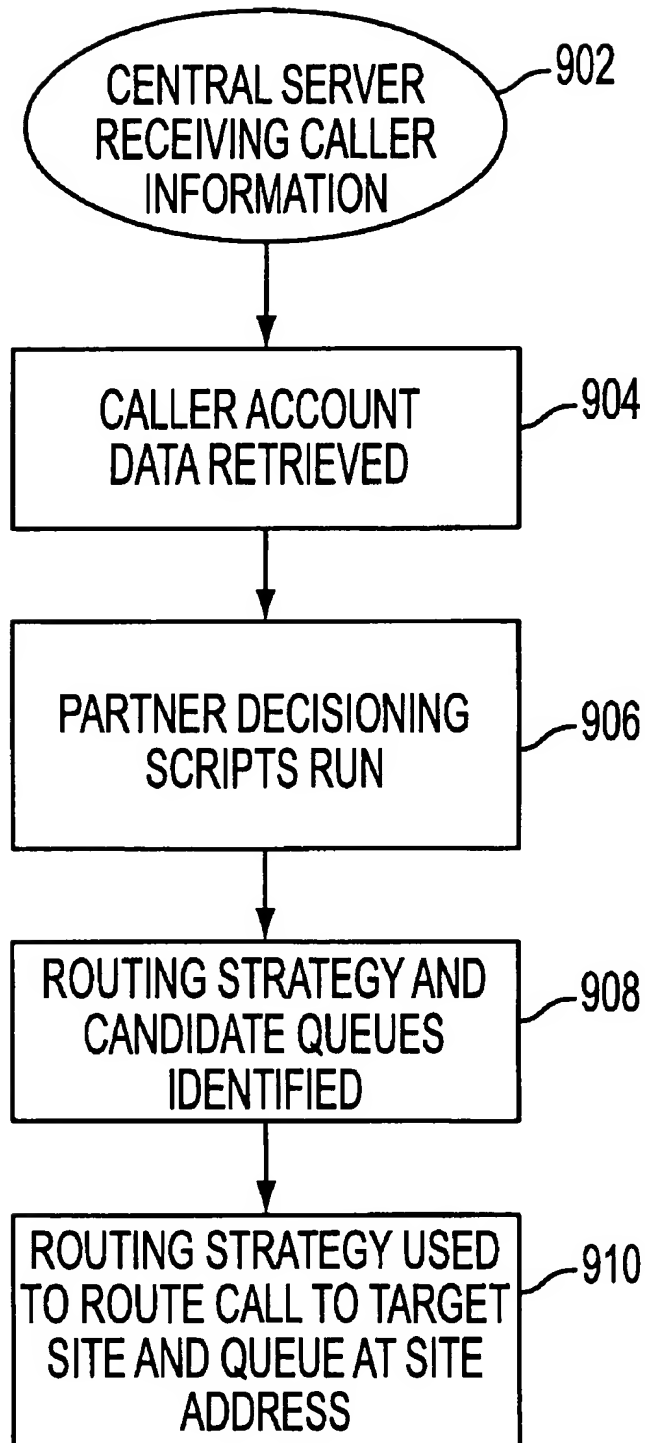 CENTRAL SERVER
RECEIVING CALLER
INFORMATION
902
CALLER ACCOUNT
DATA RETRIEVED
904
PARTNER DECISIONING
SCRIPTS RUN
906
ROUTING STRATEGY AND
CANDIDATE QUEUES
IDENTIFIED
908
ROUTING STRATEGY USED
TO ROUTE CALL TO TARGET
SITE AND QUEUE AT SITE
ADDRESS
910